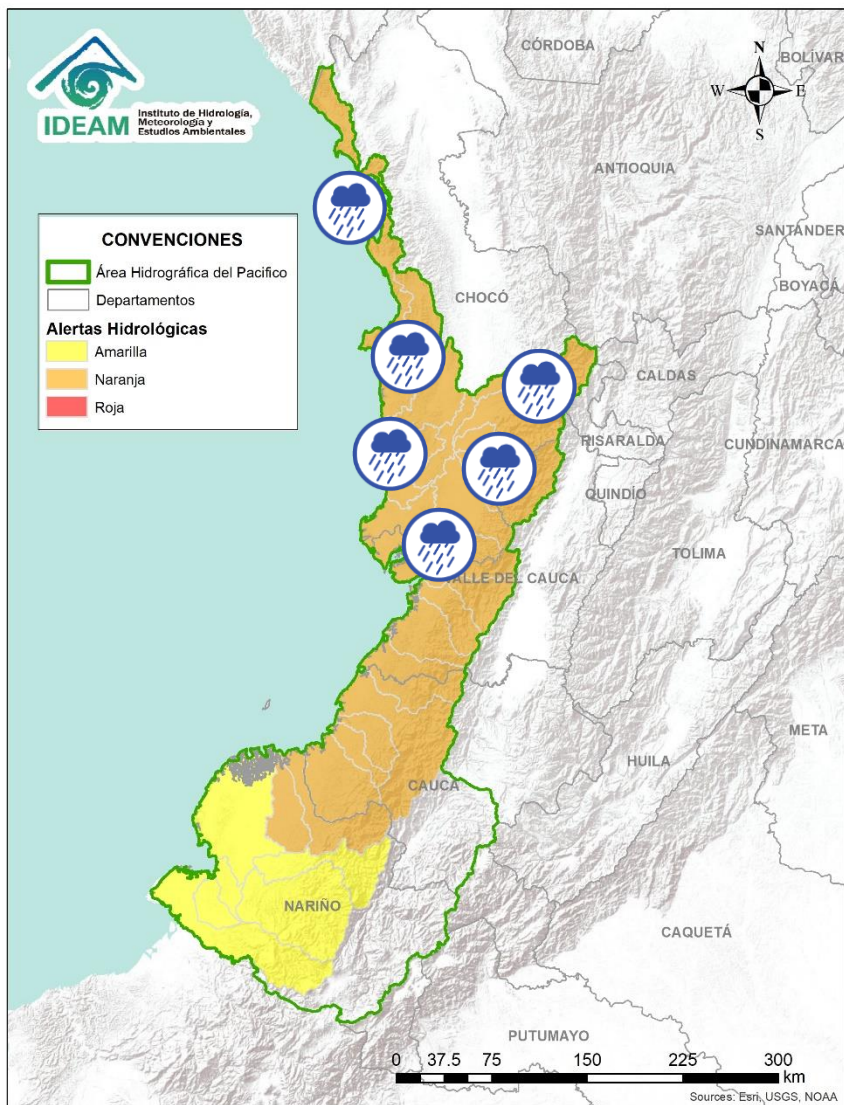 IDEAM
Instituto de Hidrología,
Meteorología y
Estudios Ambientales
CÓRDOBA
BOLÍVAR
N
W
E
S
ANTIOQUIA
SANTANDER
BOYACÁ
CONVENCIONES
Área Hidrográfica del Pacifico
Departamentos
Alertas Hidrológicas
Amarilla
Naranja
Roja
CHOCÓ
CALDAS
RISARALDA
CUNDINAMARCA
QUINDÍO
TOLIMA
VALLE DEL CAUCA
META
HUILA
CAUCA
NARIÑO
CAQUETÁ
PUTUMAYO
0 37.5 75 150 225 300
km
Sources: Esri, USGS, NOAA